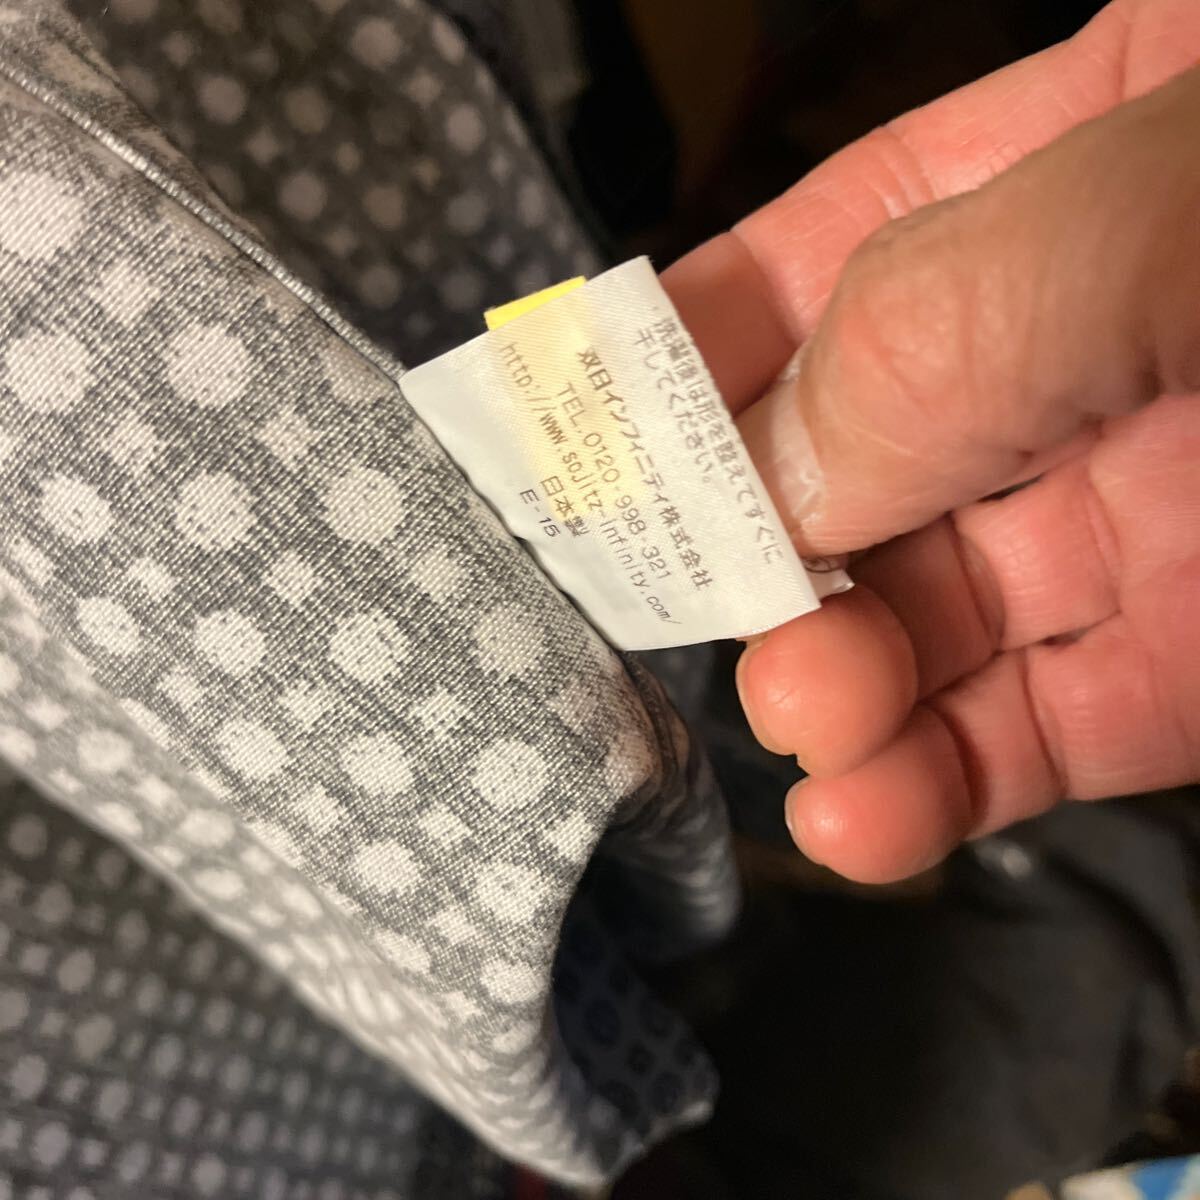 洗濯後は形を整えてすぐに
干してください。
双日インフィニティ株式会社
TEL.0120-998-321
http://www.sojitz-infinity.com/
日本製
E-15